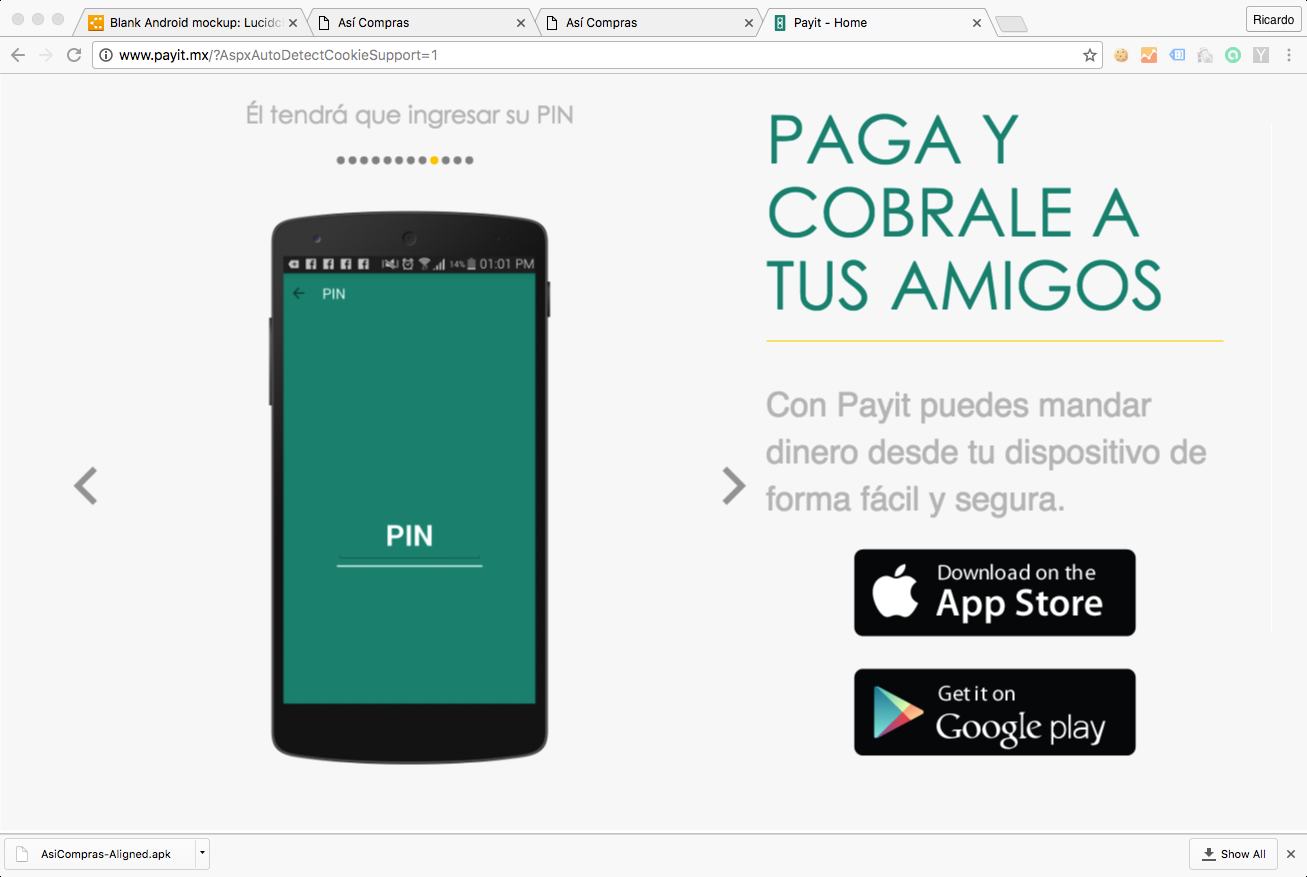 Blank Android mockup: Lucidc
Así Compras
Así Compras
Payit - Home
Ricardo
www.payit.mx/?AspxAutoDetectCookieSupport=1
Él tendrá que ingresar su PIN
14% 01:01 PM
PIN
PIN
PAGA Y
COBRALE A
TUS AMIGOS
Con Payit puedes mandar
dinero desde tu dispositivo de
forma fácil y segura.
Download on the
App Store
Get it on
Google play
AsiCompras-Aligned.apk
Show All